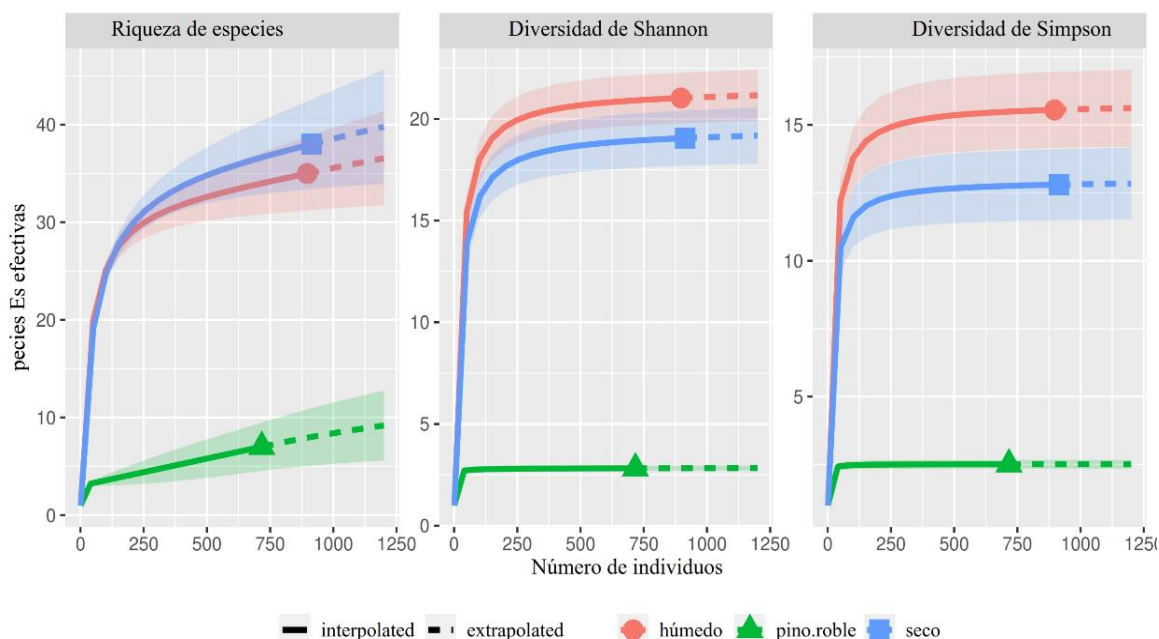 Riqueza de especies
Diversidad de Shannon
Diversidad de Simpson
pecies Es efectivas
40
30
20
10
0
0 250 500 750 1000 1250
20
15
10
5
0
0 250 500 750 1000 1250
15
10
5
0 250 500 750 1000 1250
Número de individuos
interpolated extrapolated húmedo pino.roble seco